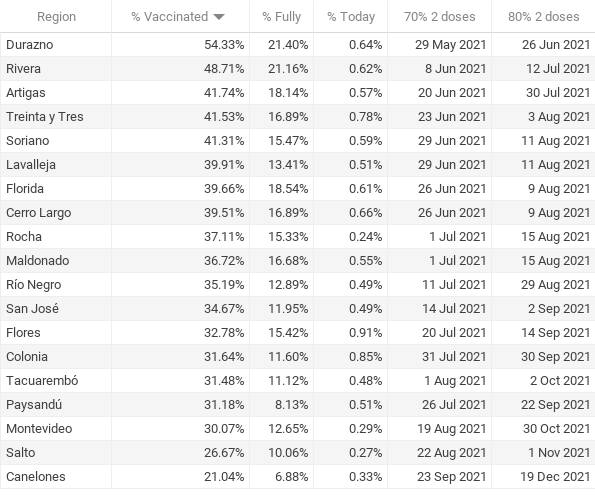 Region % Vaccinated % Fully % Today 70% 2 doses 80% 2 doses
Durazno 54.33% 21.40% 0.64% 29 May 2021 26 Jun 2021
Rivera 48.71% 21.16% 0.62% 8 Jun 2021 12 Jul 2021
Artigas 41.74% 18.14% 0.57% 20 Jun 2021 30 Jul 2021
Treinta y Tres 41.53% 16.89% 0.78% 23 Jun 2021 3 Aug 2021
Soriano 41.31% 15.47% 0.59% 29 Jun 2021 11 Aug 2021
Lavalleja 39.91% 13.41% 0.51% 29 Jun 2021 11 Aug 2021
Florida 39.66% 18.54% 0.61% 26 Jun 2021 9 Aug 2021
Cerro Largo 39.51% 16.89% 0.66% 26 Jun 2021 9 Aug 2021
Rocha 37.11% 15.33% 0.24% 1 Jul 2021 15 Aug 2021
Maldonado 36.72% 16.68% 0.55% 1 Jul 2021 15 Aug 2021
Río Negro 35.19% 12.89% 0.49% 11 Jul 2021 29 Aug 2021
San José 34.67% 11.95% 0.49% 14 Jul 2021 2 Sep 2021
Flores 32.78% 15.42% 0.91% 20 Jul 2021 14 Sep 2021
Colonia 31.64% 11.60% 0.85% 31 Jul 2021 30 Sep 2021
Tacuarembó 31.48% 11.12% 0.48% 1 Aug 2021 2 Oct 2021
Paysandú 31.18% 8.13% 0.51% 26 Jul 2021 22 Sep 2021
Montevideo 30.07% 12.65% 0.29% 19 Aug 2021 30 Oct 2021
Salto 26.67% 10.06% 0.27% 22 Aug 2021 1 Nov 2021
Canelones 21.04% 6.88% 0.33% 23 Sep 2021 19 Dec 2021